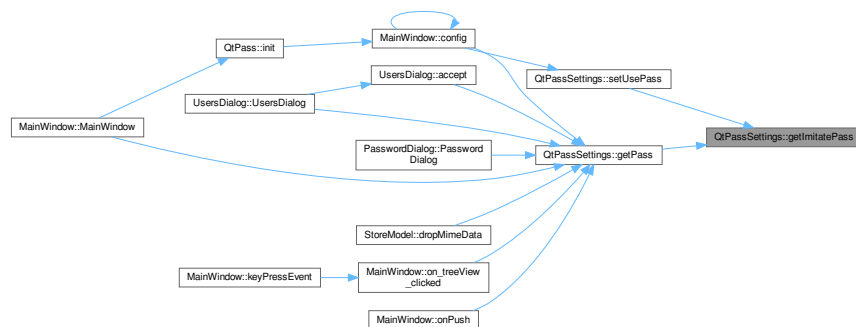 MainWindow::config
QtPass::init
UsersDialog::accept
QtPassSettings::setUsePass
UsersDialog::UsersDialog
MainWindow::MainWindow
QtPassSettings::getImitatePass
PasswordDialog::Password
Dialog
QtPassSettings::getPass
StoreModel::dropMimeData
MainWindow::keyPressEvent
MainWindow::on_treeView
_clicked
MainWindow::onPush